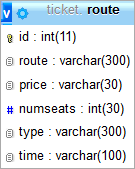 v ticket route
id : int(11)
route : varchar(300)
price : varchar(30)
# numseats : int(30)
type : varchar(300)
time : varchar(100)